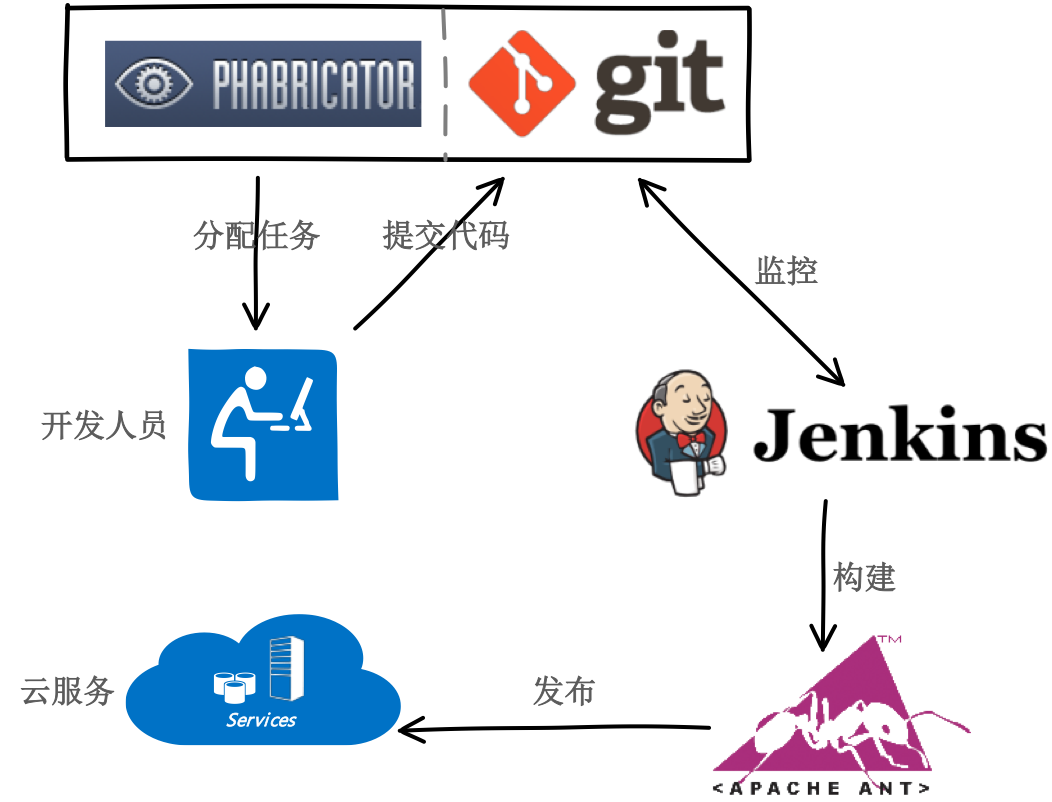 PHABRICATOR
git
分配任务
提交代码
监控
开发人员
Jenkins
构建
TM
云服务
Services
发布
<APACHE ANT>